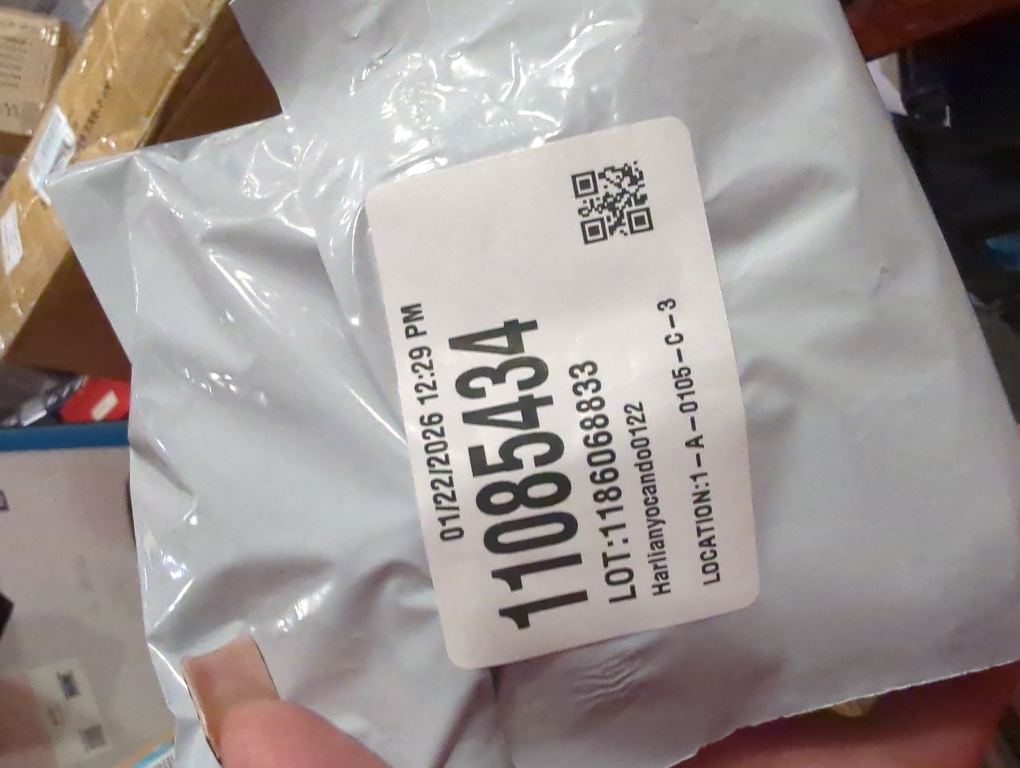 01/22/2026 12:29 PM
11085434
LOT:1186068833
Harlianyocando0122
LOCATION:1-A-0105-C-3